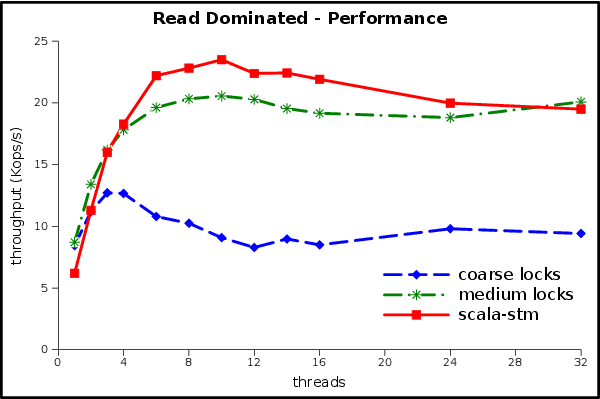 Read Dominated - Performance
25
20
15
10
5
0
throughput (Kops/s)
coarse locks
medium locks
scala-stm
0 4 8 12 16 20 24 28 32
threads